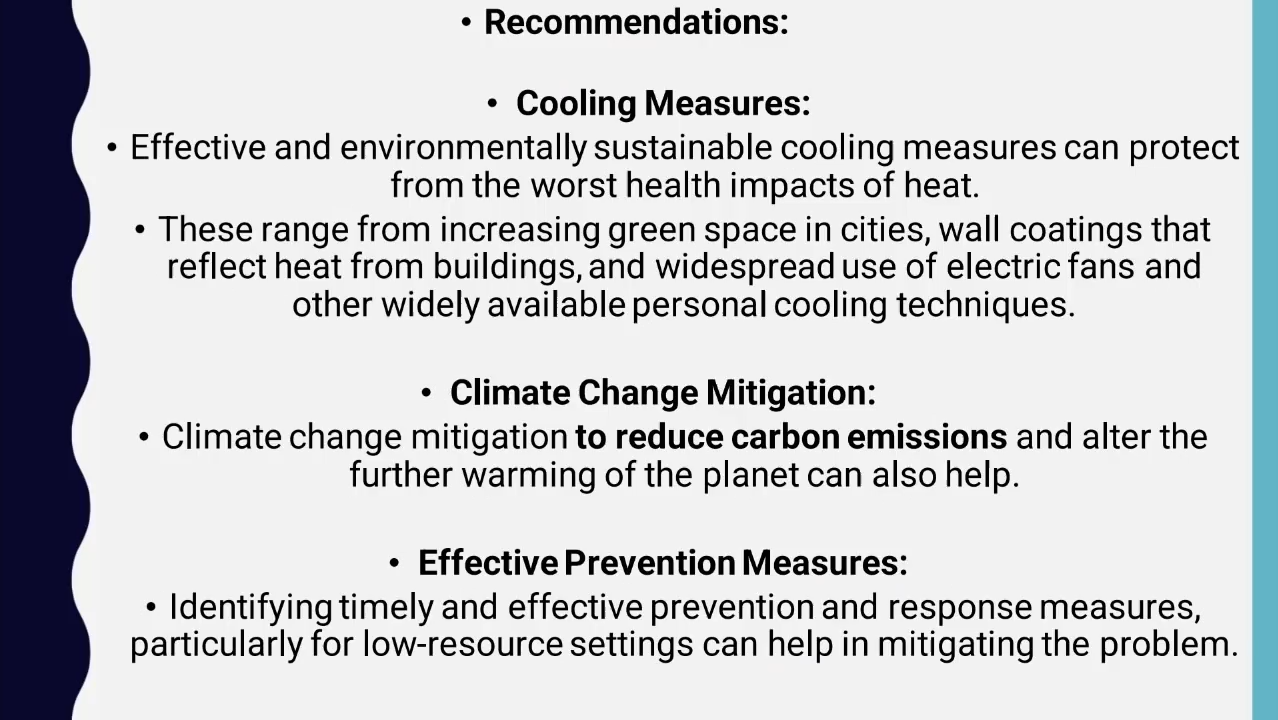 • Recommendations:
• Cooling Measures:
• Effective and environmentally sustainable cooling measures can protect
from the worst health impacts of heat.
• These range from increasing green space in cities, wall coatings that
reflect heat from buildings, and widespread use of electric fans and
other widely available personal cooling techniques.
• Climate Change Mitigation:
• Climate change mitigation to reduce carbon emissions and alter the
further warming of the planet can also help.
• Effective Prevention Measures:
• Identifying timely and effective prevention and response measures,
particularly for low-resource settings can help in mitigating the problem.